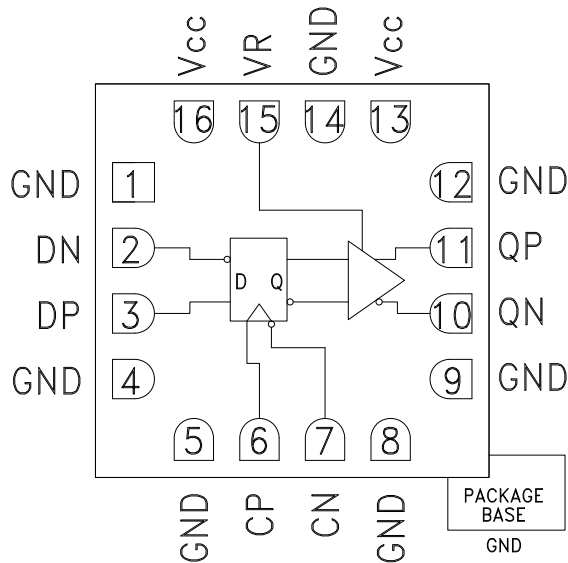 Vcc VR GND Vcc
16 15 14 13
GND 1 12 GND
DN 2 11 QP
D Q
DP 3 10 QN
GND 4 9 GND
5 6 7 8
GND CP CN GND
PACKAGE
BASE
GND